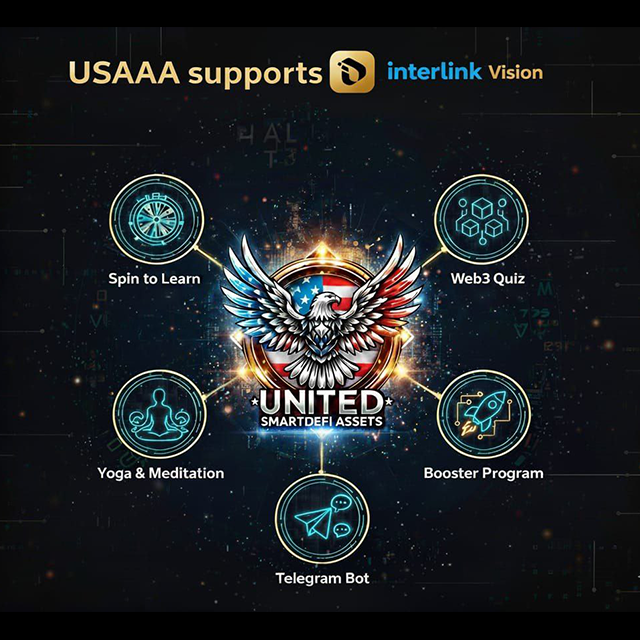 USAAA supports interlink Vision
Spin to Learn
Web3 Quiz
UNITED
SMARTDEFI ASSETS
Yoga & Meditation
Booster Program
Telegram Bot